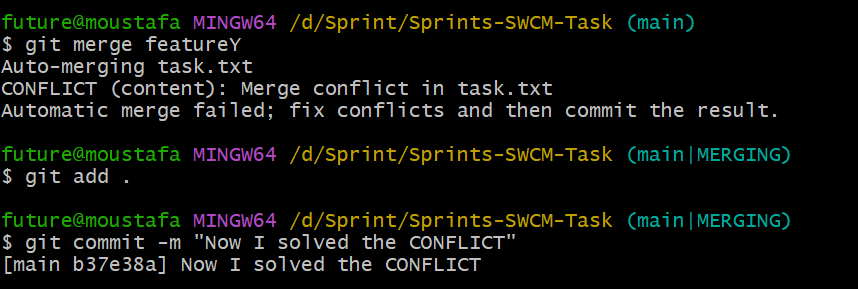 future@moustafa MINGW64 /d/Sprint/Sprints-SWCM-Task (main)
$ git merge featureY
Auto-merging task.txt
CONFLICT (content): Merge conflict in task.txt
Automatic merge failed; fix conflicts and then commit the result.
future@moustafa MINGW64 /d/Sprint/Sprints-SWCM-Task (main|MERGING)
$ git add .
future@moustafa MINGW64 /d/Sprint/Sprints-SWCM-Task (main|MERGING)
$ git commit -m "Now I solved the CONFLICT"
[main b37e38a] Now I solved the CONFLICT